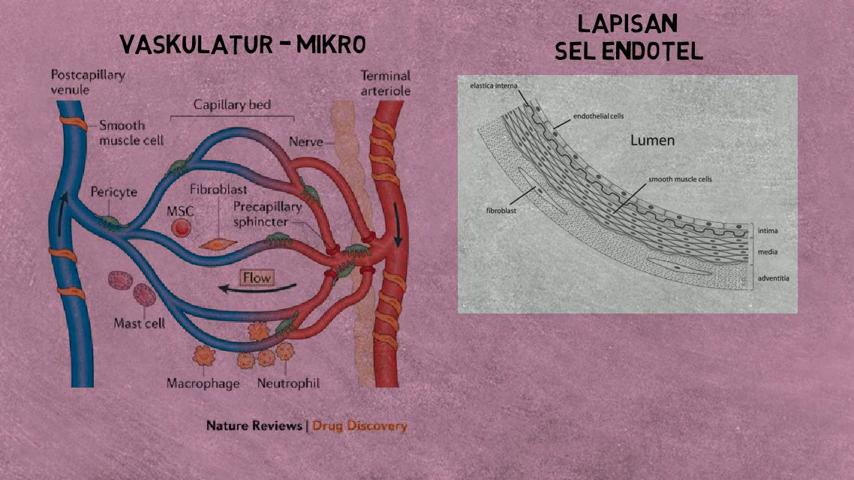 VASKULATUR - MIKRO
Postcapillary
venule
Terminal
arteriole
Capillary bed
Smooth
muscle cell
Nerve
Pericyte
Fibroblast
MSC
Precapillary
sphincter
Flow
Mast cell
Macrophage
Neutrophil
Nature Reviews | Drug Discovery
LAPISAN
SEL ENDOTEL
elastica interna
endothelial cells
Lumen
smooth muscle cells
fibroblast
intima
media
adventitia